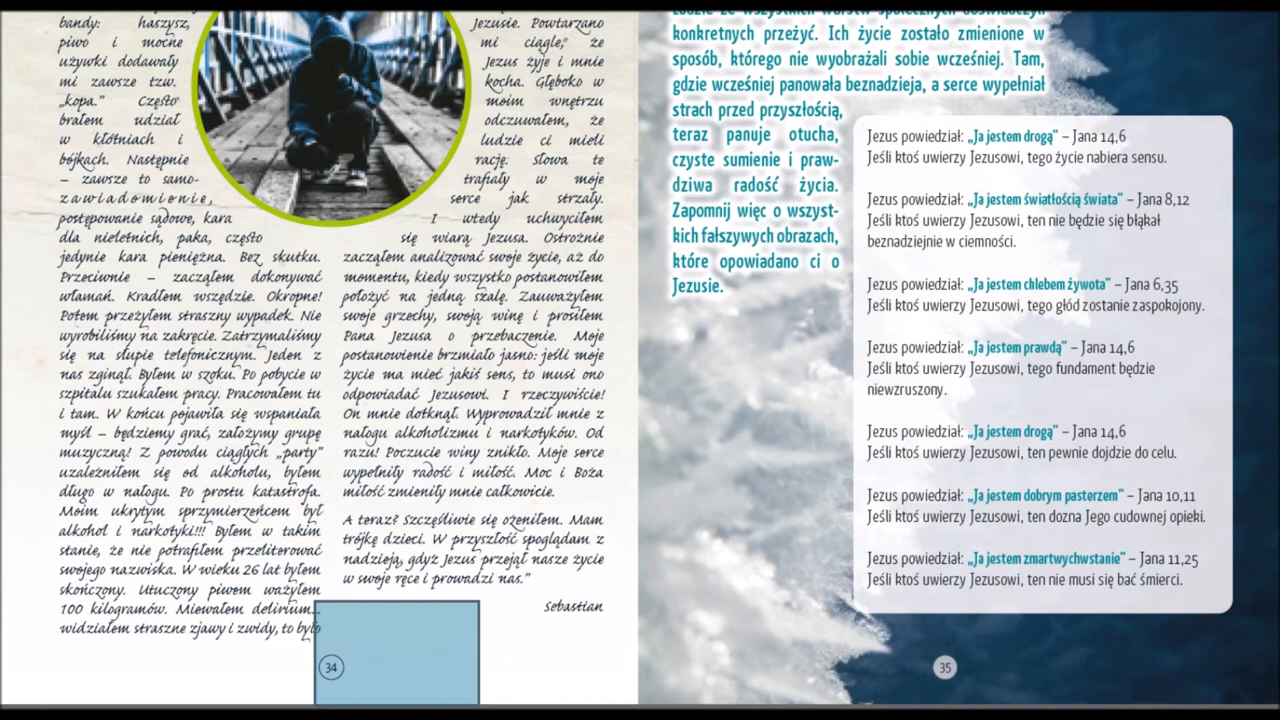 bandy: haszysz,
piwo i mocne
używki dodawały
mi zawsze tzw.
„kopa.” Często
brałem udział
w kłótniach i
bójkach. Następnie
– zawsze to samo-
zawiadomienie,
postępowanie sądowe, kara
dla nieletnich, paka, często
jedynie kara pieniężna. Bez skutku.
Przeciwnie – zacząłem dokonywać
włamań. Kradłem wszędzie. Okropne!
Potem przeżyłem straszny wypadek. Nie
wyrobiliśmy na zakręcie. Zatrzymaliśmy
się na słupie telefonicznym. Jeden z
nas zginął. Byłem w szoku. Po pobycie w
szpitalu szukałem pracy. Pracowałem tu
i tam. W końcu pojawiła się wspaniała
myśl – będziemy grać, założymy grupę
muzyczną! Z powodu ciągłych „party”
uzależniłem się od alkoholu, byłem
długo w nałogu. Po prostu katastrofa.
Moim ukrytym sprzymierzeńcem był
alkohol i narkotyki!!! Byłem w takim
stanie, że nie potrafiłem przeliterować
swojego nazwiska. W wieku 26 lat byłem
skończony. Utuczony piwem ważyłem
100 kilogramów. Miewałem delirium...
widziałem straszne zjawy i zwidy, to było
34
Jezusie. Powtarzano
mi ciągle,” że
Jezus żyje i mnie
kocha. Głęboko w
moim wnętrzu
odczuwałem, że
ludzie ci mieli
rację. Słowa te
trafiały w moje
serce jak strzały.
I wtedy uchwyciłem
się wiarą Jezusa. Ostrożnie
zacząłem analizować swoje życie, aż do
momentu, kiedy wszystko postanowiłem
położyć na jedną szalę. Zauważyłem
swoje grzechy, swoją winę i prosiłem
Pana Jezusa o przebaczenie. Moje
postanowienie brzmiało jasno: jeśli moje
życie ma mieć jakiś sens, to musi ono
odpowiadać Jezusowi. I rzeczywiście!
On mnie dotknął. Wyprowadził mnie z
nałogu alkoholizmu i narkotyków. Od
razu! Poczucie winy znikło. Moje serce
wypełniły radość i miłość. Moc i Boża
miłość zmieniły mnie całkowicie.
A teraz? Szczęśliwie się ożeniłem. Mam
trójkę dzieci. W przyszłość spoglądam z
nadzieją, gdyż Jezus przejął nasze życie
w swoje ręce i prowadzi nas.”
Sebastian
ludzie ze wszystkich warstw społecznych doświadczyli
konkretnych przeżyć. Ich życie zostało zmienione w
sposób, którego nie wyobrażali sobie wcześniej. Tam,
gdzie wcześniej panowała beznadzieja, a serce wypełniał
strach przed przyszłością,
teraz panuje otucha,
czyste sumienie i praw-
dziwa radość życia.
Zapomnij więc o wszyst-
kich fałszywych obrazach,
które opowiadano ci o
Jezusie.
Jezus powiedział: „Ja jestem drogą” – Jana 14,6
Jeśli ktoś uwierzy Jezusowi, tego życie nabiera sensu.
Jezus powiedział: „Ja jestem światłością świata” – Jana 8,12
Jeśli ktoś uwierzy Jezusowi, ten nie będzie się błąkał
beznadziejnie w ciemności.
Jezus powiedział: „Ja jestem chlebem żywota” – Jana 6,35
Jeśli ktoś uwierzy Jezusowi, tego głód zostanie zaspokojony.
Jezus powiedział: „Ja jestem prawdą” – Jana 14,6
Jeśli ktoś uwierzy Jezusowi, tego fundament będzie
niewzruszony.
Jezus powiedział: „Ja jestem drogą” – Jana 14,6
Jeśli ktoś uwierzy Jezusowi, ten pewnie dojdzie do celu.
Jezus powiedział: „Ja jestem dobrym pasterzem” – Jana 10,11
Jeśli ktoś uwierzy Jezusowi, ten dozna Jego cudownej opieki.
Jezus powiedział: „Ja jestem zmartwychwstanie” – Jana 11,25
Jeśli ktoś uwierzy Jezusowi, ten nie musi się bać śmierci.
35